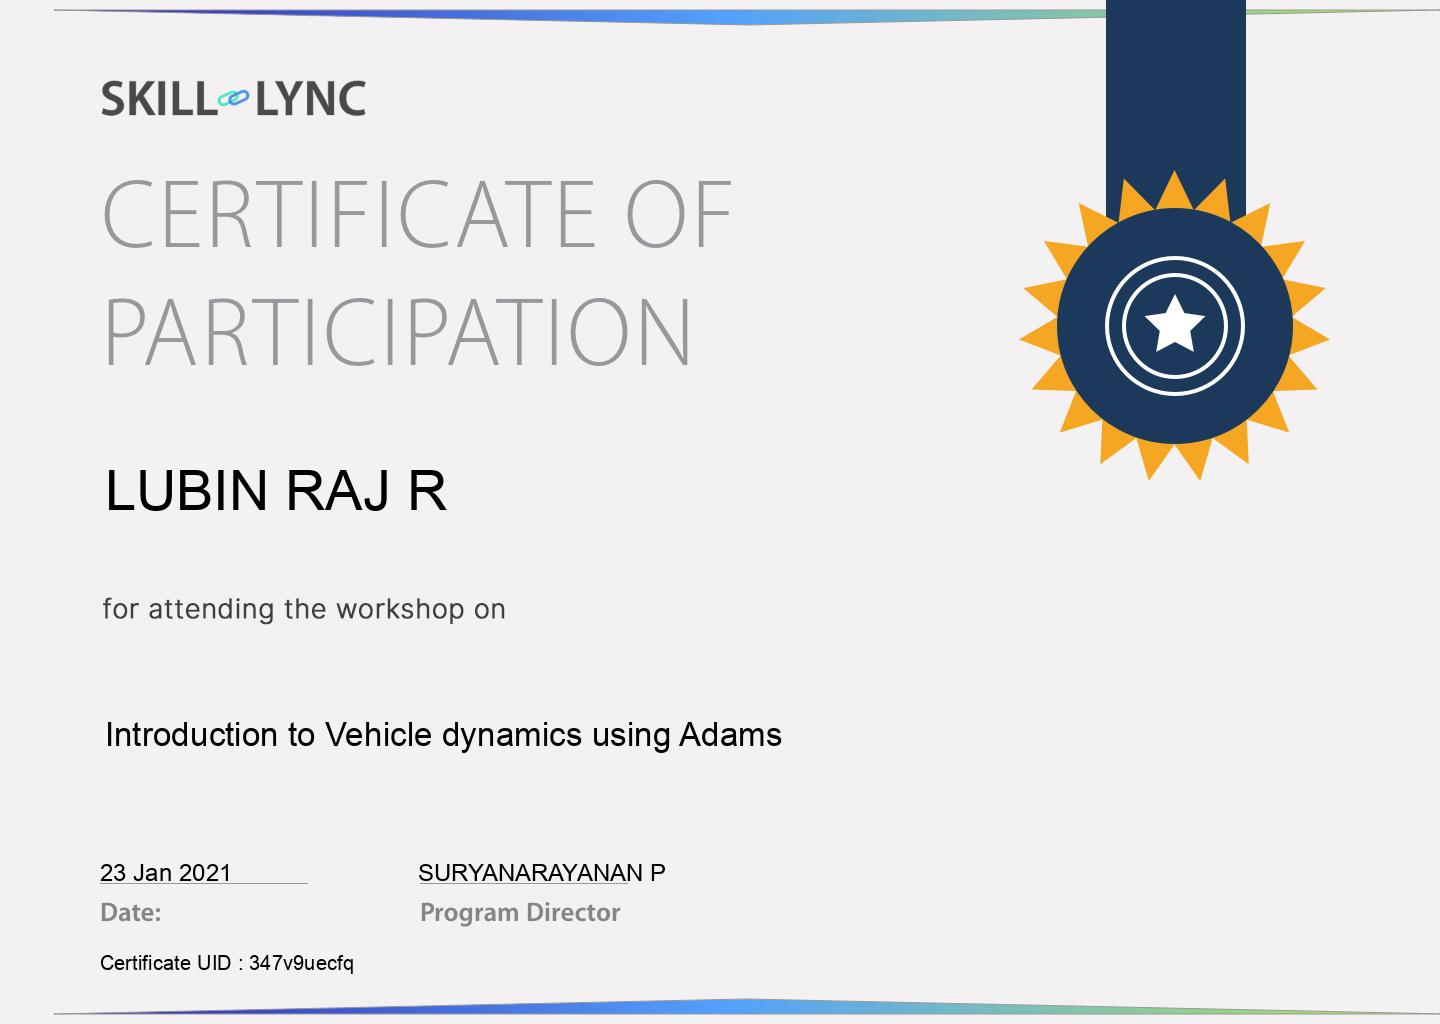 SKILL LYNC
CERTIFICATE OF
PARTICIPATION
LUBIN RAJ R
for attending the workshop on
Introduction to Vehicle dynamics using Adams
23 Jan 2021 SURYANARAYANAN P
Date: Program Director
Certificate UID : 347v9uecfq